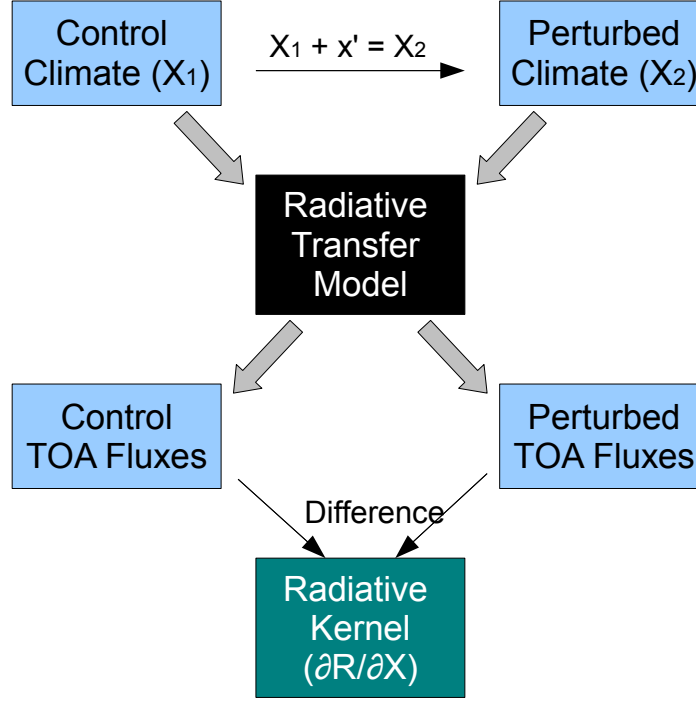 Control
Climate (X₁)
X₁ + x' = X₂
Perturbed
Climate (X₂)
Radiative
Transfer
Model
Control
TOA Fluxes
Perturbed
TOA Fluxes
Difference
Radiative
Kernel
(∂R/∂X)